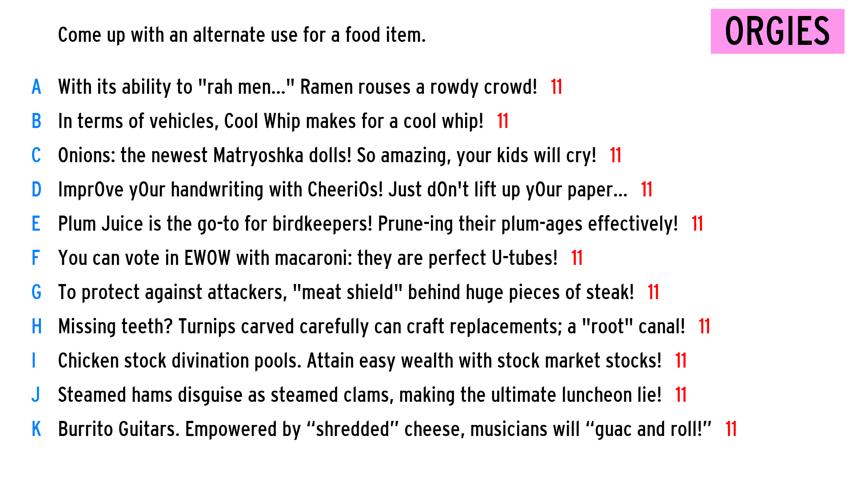 Come up with an alternate use for a food item.
ORGIES
A With its ability to "rah men..." Ramen rouses a rowdy crowd! 11
B In terms of vehicles, Cool Whip makes for a cool whip! 11
C Onions: the newest Matryoshka dolls! So amazing, your kids will cry! 11
D Impr0ve y0ur handwriting with Cheeri0s! Just d0n't lift up y0ur paper... 11
E Plum Juice is the go-to for birdkeepers! Prune-ing their plum-ages effectively! 11
F You can vote in EWOW with macaroni: they are perfect U-tubes! 11
G To protect against attackers, "meat shield" behind huge pieces of steak! 11
H Missing teeth? Turnips carved carefully can craft replacements; a "root" canal! 11
I Chicken stock divination pools. Attain easy wealth with stock market stocks! 11
J Steamed hams disguise as steamed clams, making the ultimate luncheon lie! 11
K Burrito Guitars. Empowered by “shredded” cheese, musicians will “guac and roll!” 11